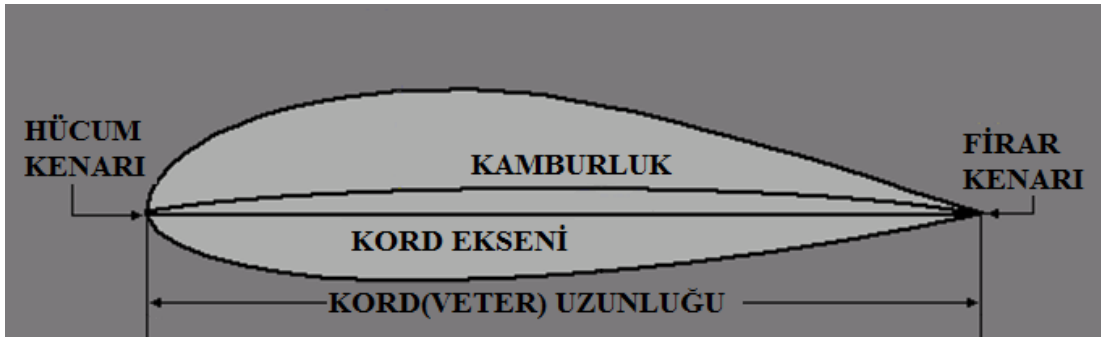 HÜCUM
KENARI
KAMBURLUK
FİRAR
KENARI
KORD EKSENİ
KORD(VETER) UZUNLUĞU